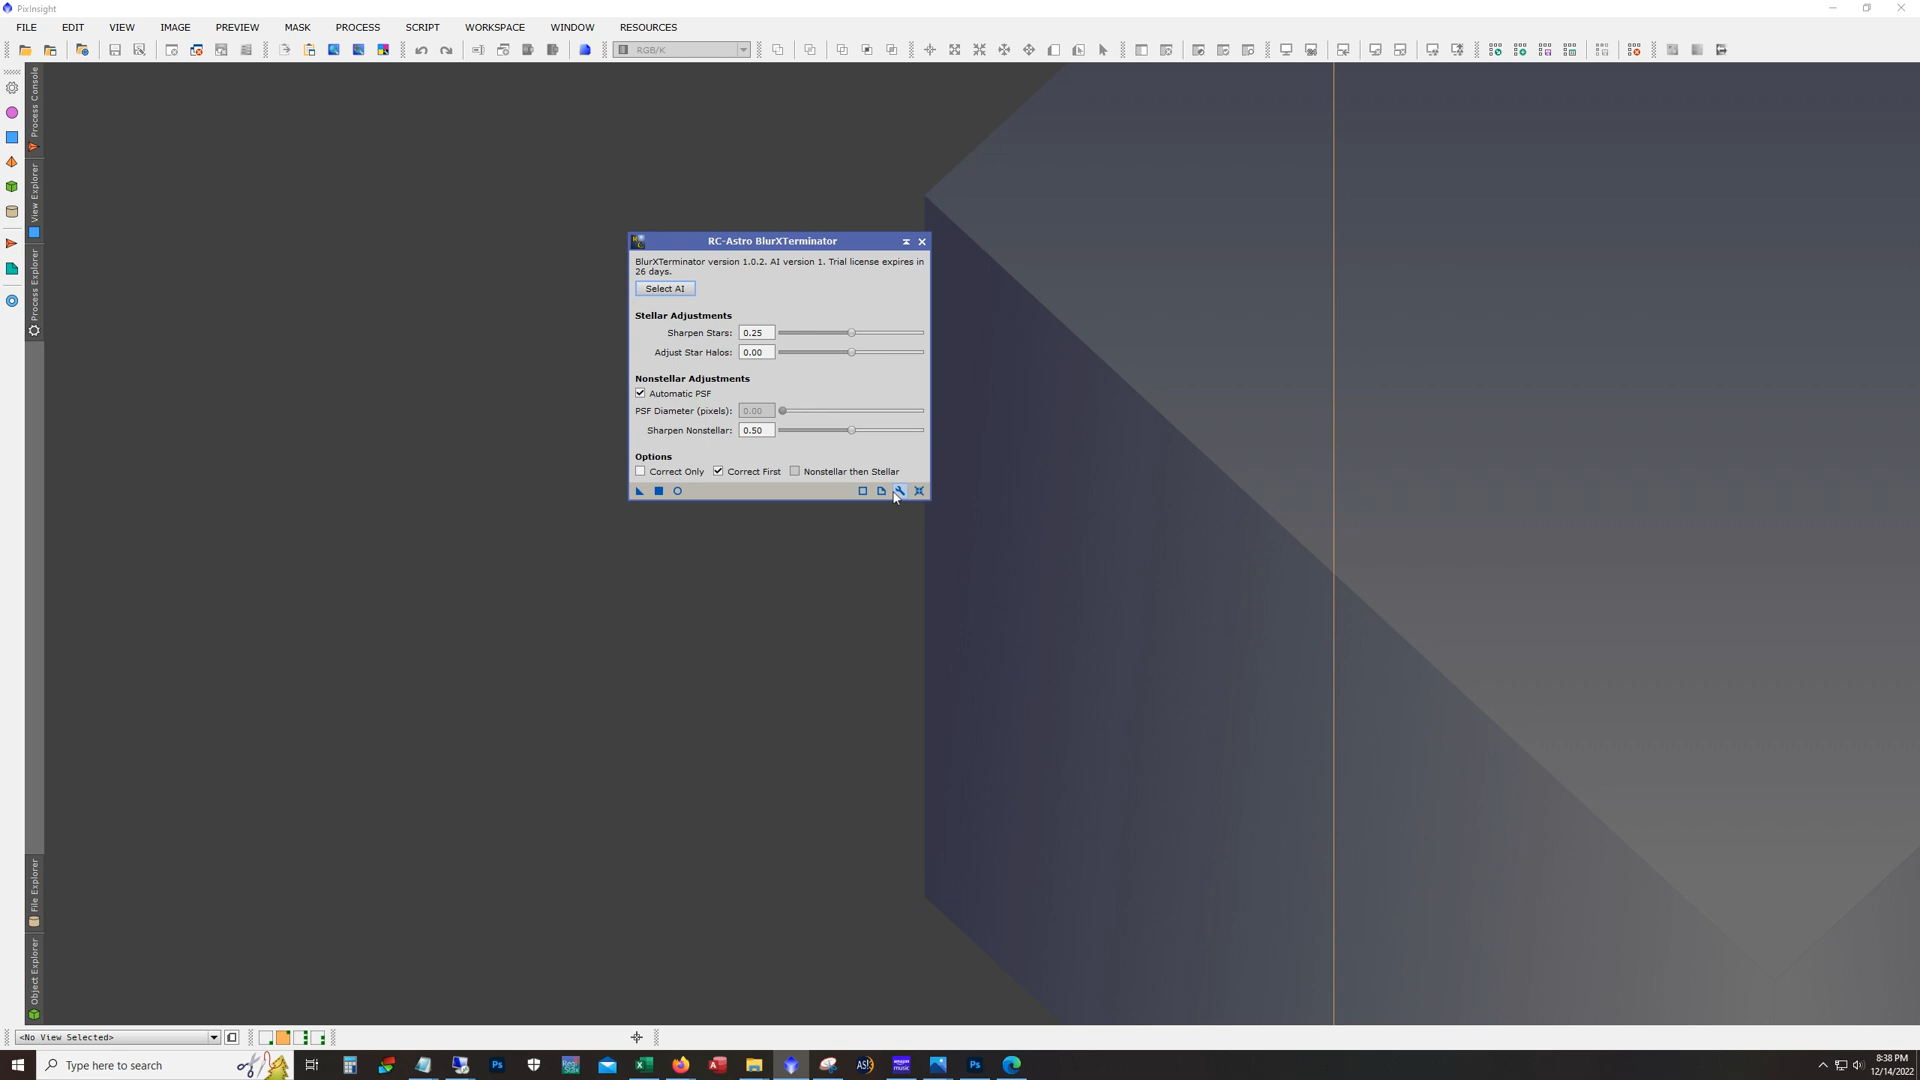 PixInsight
FILE EDIT VIEW IMAGE MASK PROCESS SCRIPT WORKSPACE WINDOW RESOURCES
RGB/K
Process Console
View Explorer
Process Explorer
File Explorer
Object Explorer
RC-Astro BlurXTerminator
BlurXTerminator version 1.0.2. AI version 1. Trial license expires in
26 days.
Select AI
Stellar Adjustments
Sharpen Stars: 0.25
Adjust Star Halos: 0.00
Nonstellar Adjustments
Automatic PSF
PSF Diameter (pixels): 0.00
Sharpen Nonstellar: 0.50
Options
Correct Only Correct First Nonstellar then Stellar
<No View Selected>
Type here to search
8:38 PM
12/14/2022